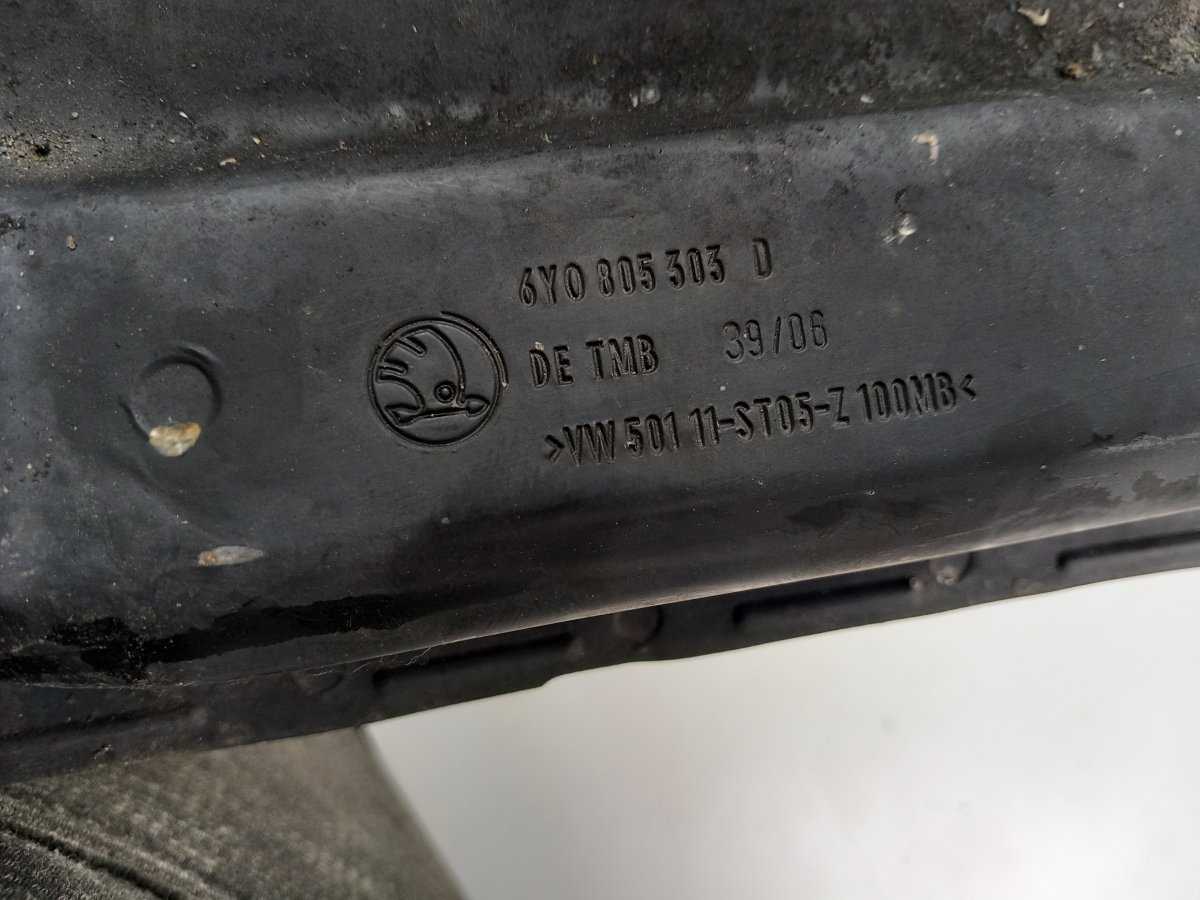 6Y0 805 303 D
DE TMB 39/06
>VW 501 11-ST05-Z 100MB<